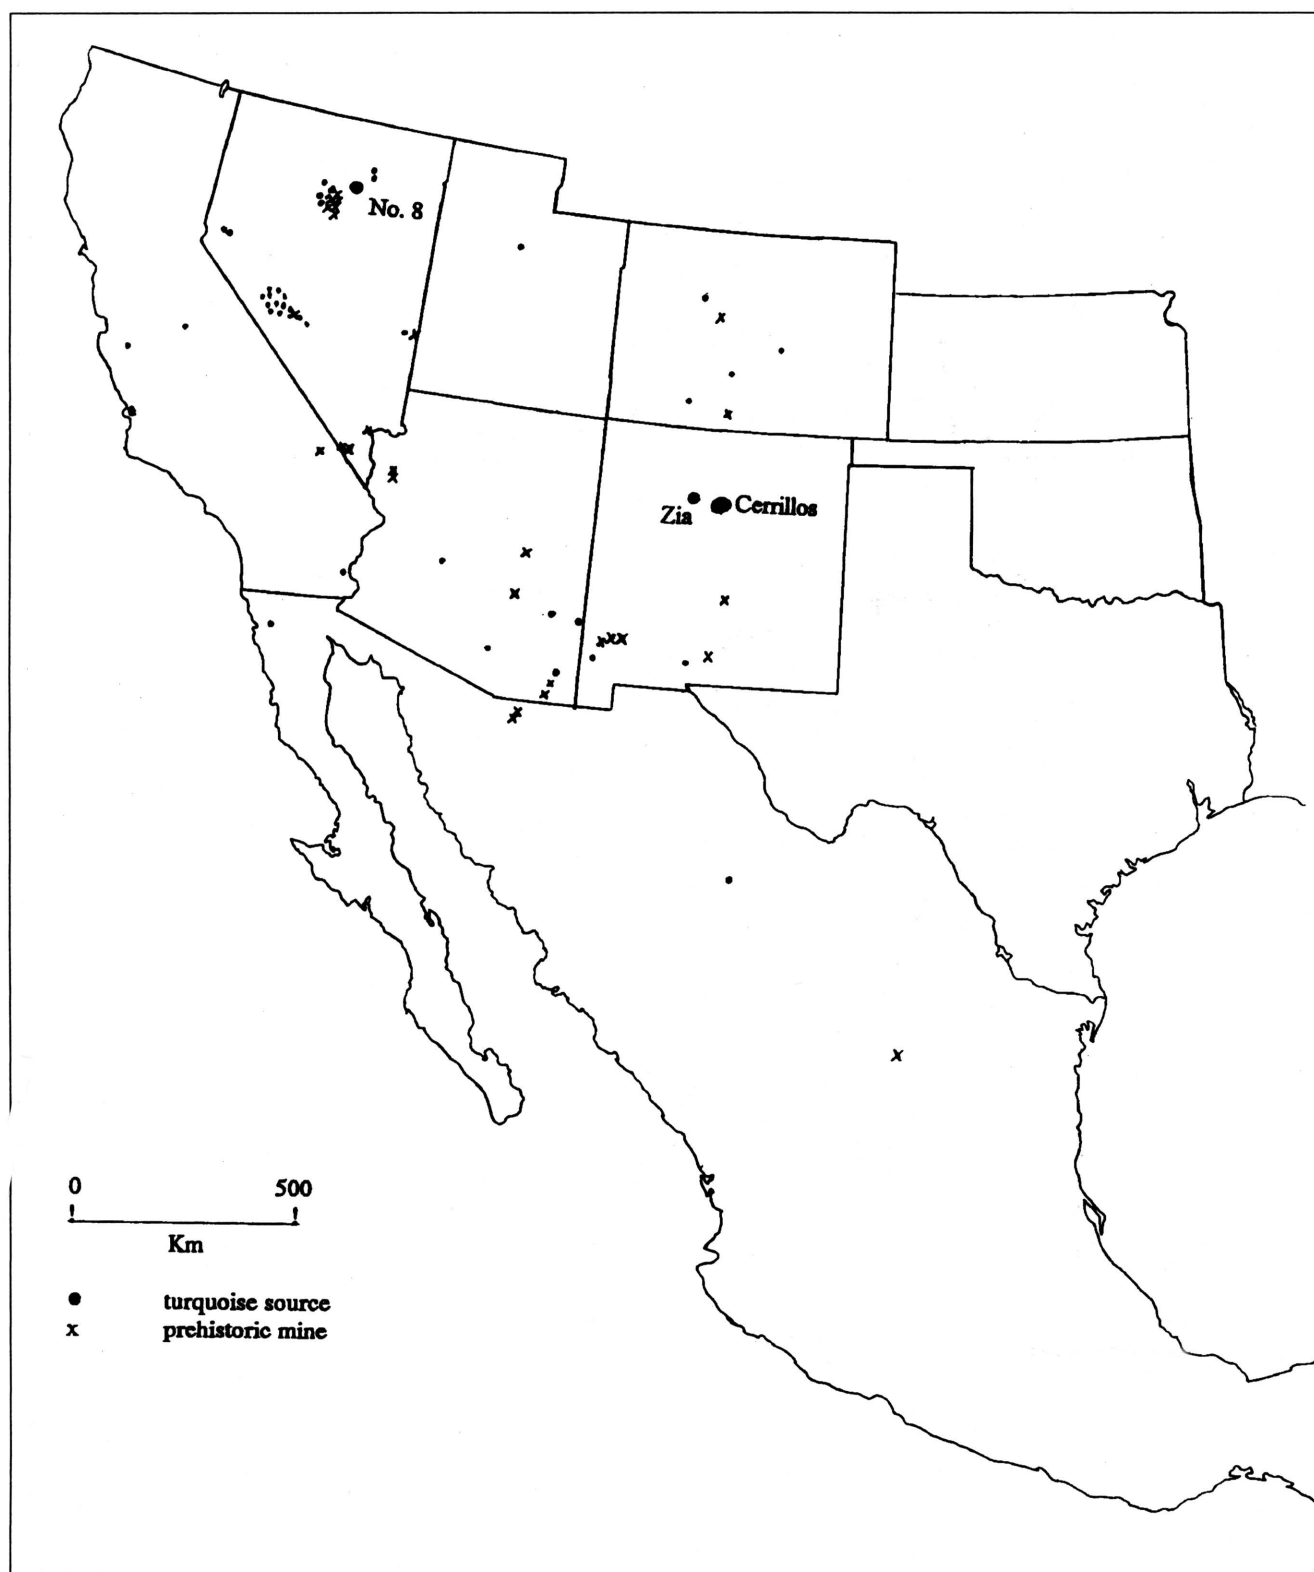 No. 8
Cerrillos
Zia
0 500
Km
turquoise source
x prehistoric mine